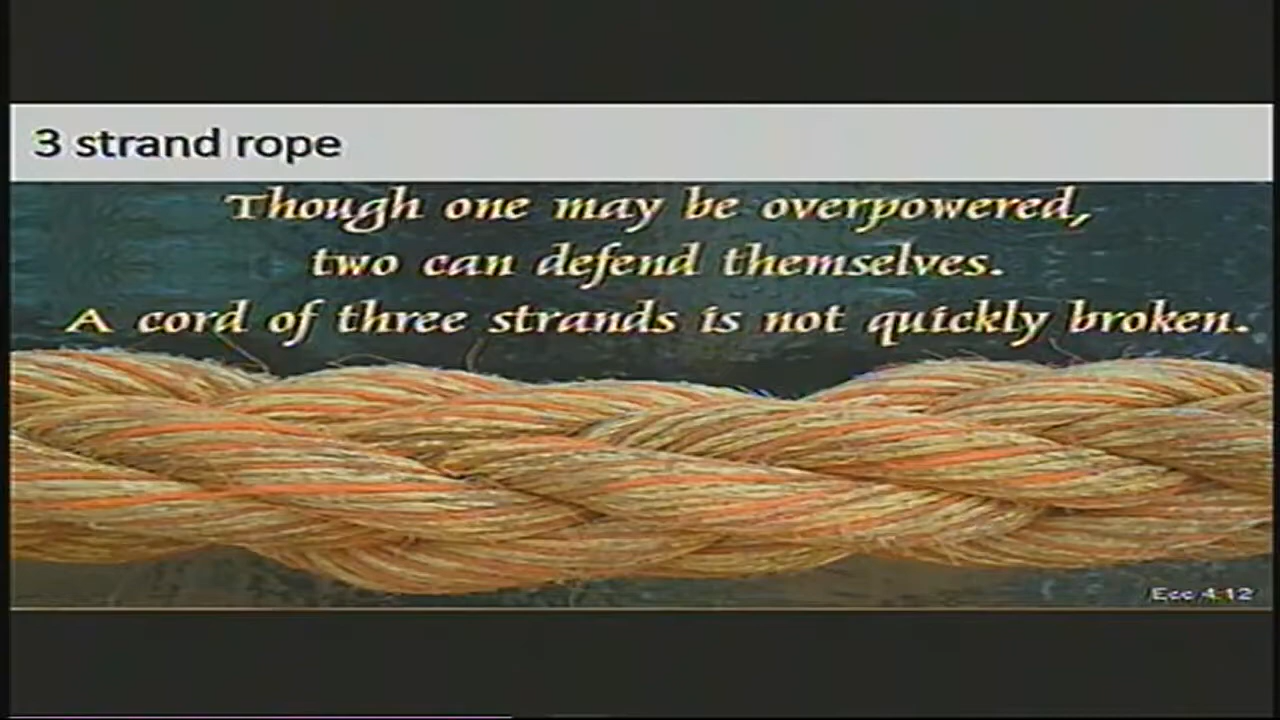 3 strand rope
Though one may be overpowered,
two can defend themselves.
A cord of three strands is not quickly broken.
Ecc 4:12